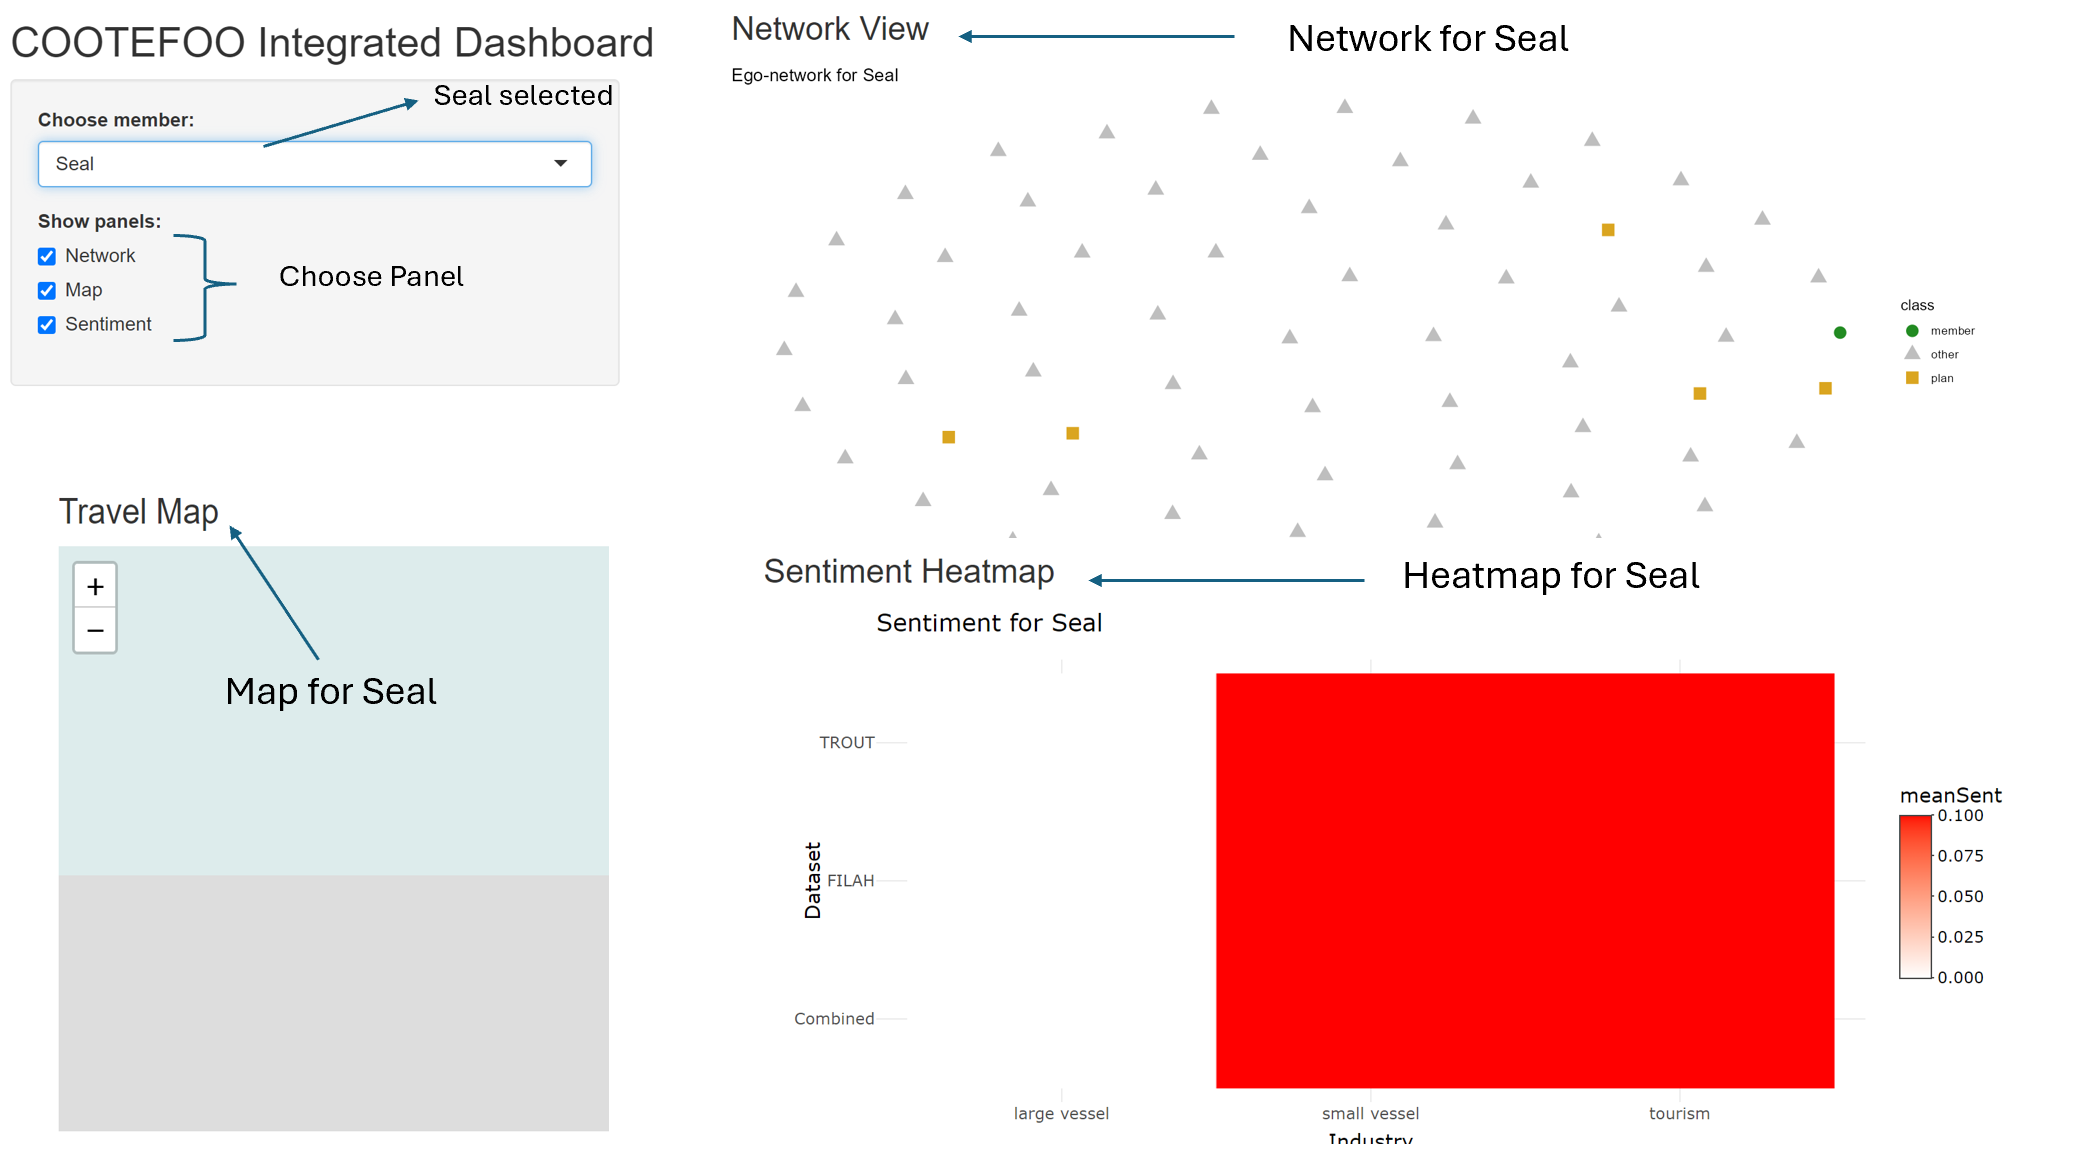 COOTEFOO Integrated Dashboard
Seal selected
Choose member:
Seal
Show panels:
Network
Map
Sentiment
Choose Panel
Network View
Network for Seal
Ego-network for Seal
class
member
other
plan
Travel Map
+
−
Map for Seal
Sentiment Heatmap
Heatmap for Seal
Sentiment for Seal
TROUT
FILAH
Combined
Dataset
large vessel
small vessel
tourism
Industry
meanSent
0.100
0.075
0.050
0.025
0.000